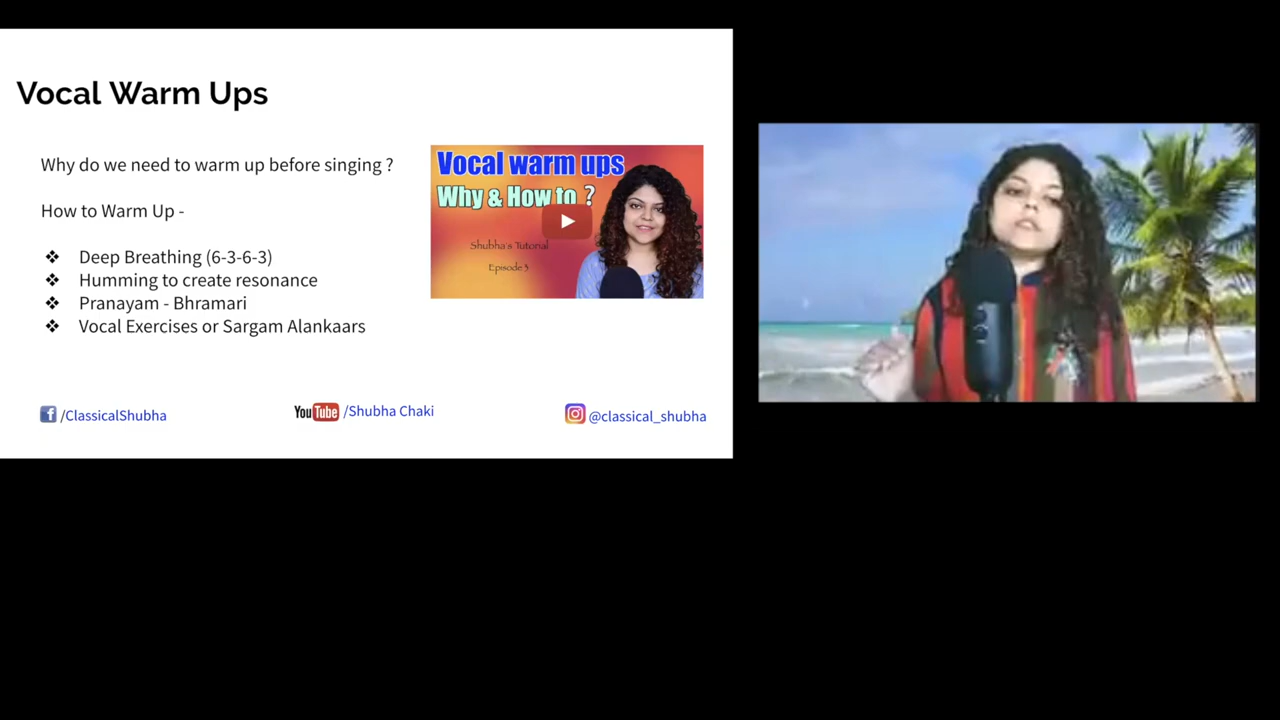 Vocal Warm Ups
Why do we need to warm up before singing ?
How to Warm Up -
❖ Deep Breathing (6-3-6-3)
❖ Humming to create resonance
❖ Pranayam - Bhramari
❖ Vocal Exercises or Sargam Alankaars
Vocal warm ups
Why & How to ?
Shubha's Tutorial
Episode 3
f /ClassicalShubha
YouTube /Shubha Chaki
@classical_shubha